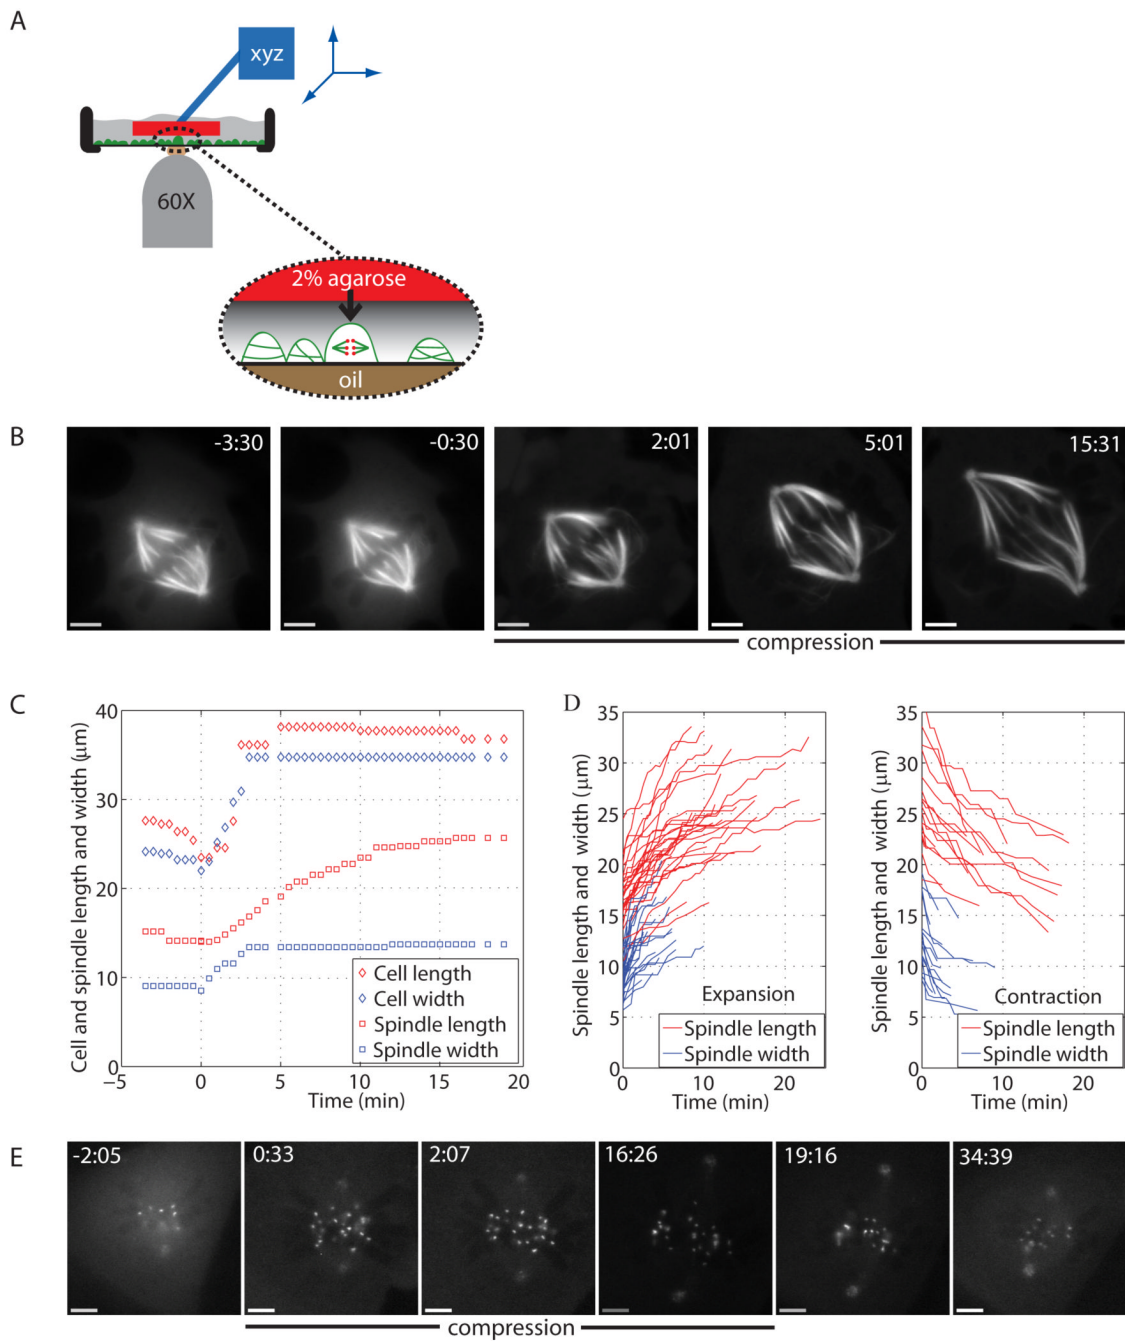 A
xyz
60X
2% agarose
oil
B
-3:30
-0:30
2:01
5:01
15:31
compression
C
Cell and spindle length and width (μm)
40
30
20
10
0
−5
0
5
10
15
20
Time (min)
Cell length
Cell width
Spindle length
Spindle width
D
Spindle length and width (μm)
35
30
25
20
15
10
5
0
0
10
20
Time (min)
Expansion
Spindle length
Spindle width
Spindle length and width (μm)
35
30
25
20
15
10
5
0
0
10
20
Time (min)
Contraction
Spindle length
Spindle width
E
-2:05
0:33
2:07
16:26
19:16
34:39
compression